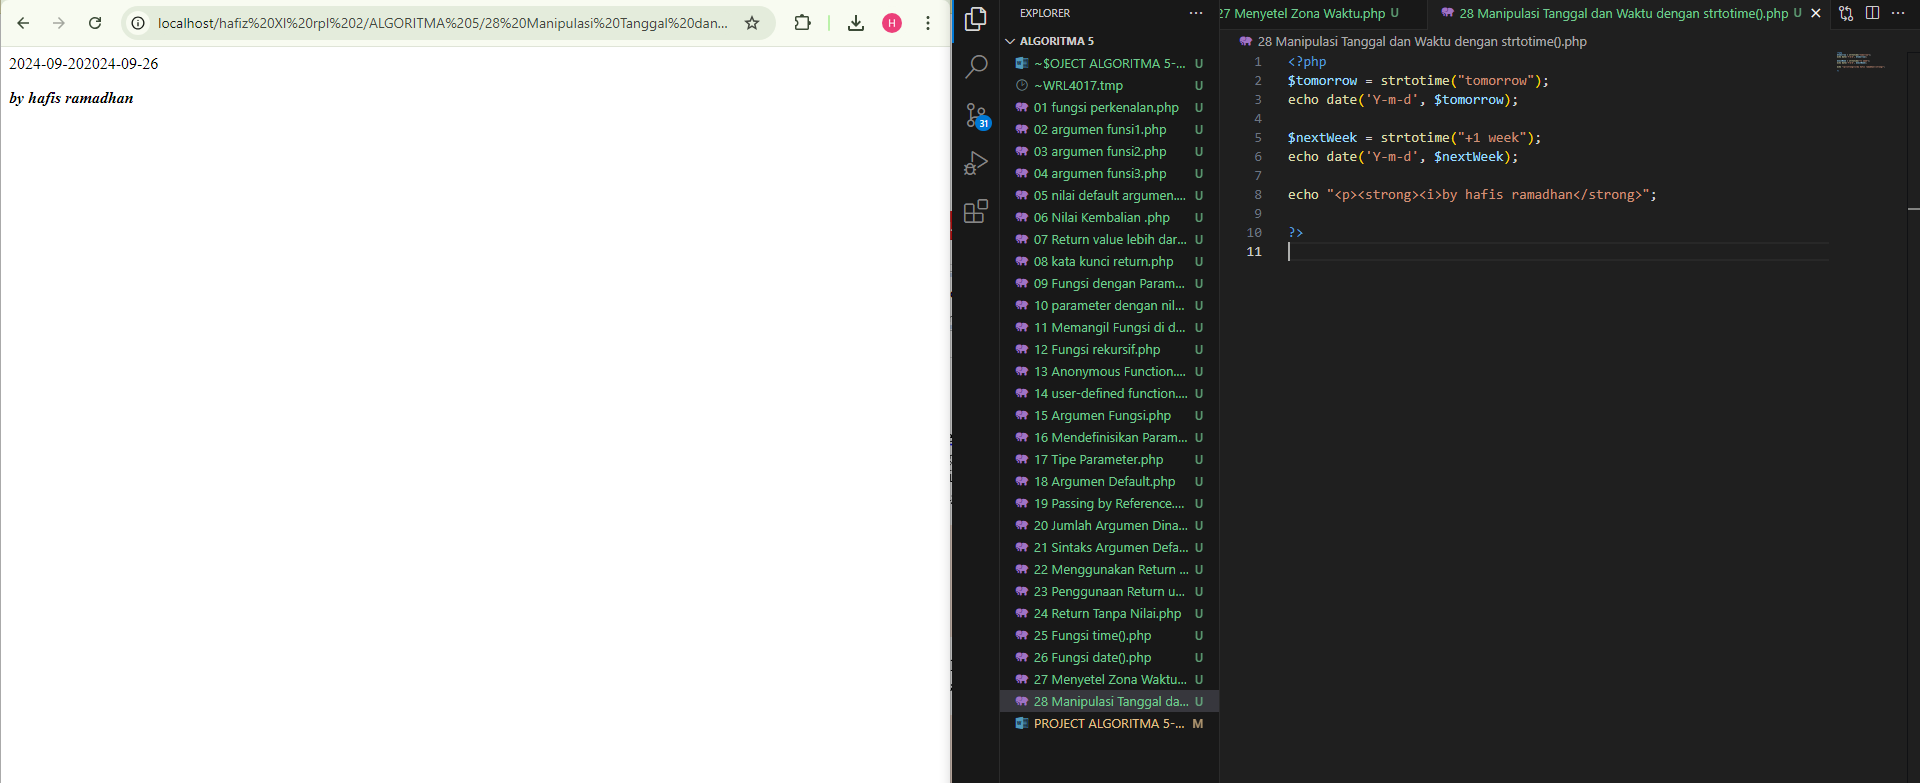 localhost/hafiz%20XI%20rpl%202/ALGORITMA%205/28%20Manipulasi%20Tanggal%20dan...
H
2024-09-202024-09-26
by hafis ramadhan
EXPLORER
ALGORITMA 5
~$OJECT ALGORITMA 5-... U
~WRL4017.tmp U
01 fungsi perkenalan.php U
02 argumen funsi1.php U
03 argumen funsi2.php U
04 argumen funsi3.php U
05 nilai default argumen.... U
06 Nilai Kembalian .php U
07 Return value lebih dar... U
08 kata kunci return.php U
09 Fungsi dengan Param... U
10 parameter dengan nil... U
11 Memangil Fungsi di d... U
12 Fungsi rekursif.php U
13 Anonymous Function.... U
14 user-defined function.... U
15 Argumen Fungsi.php U
16 Mendefinisikan Param... U
17 Tipe Parameter.php U
18 Argumen Default.php U
19 Passing by Reference.... U
20 Jumlah Argumen Dina... U
21 Sintaks Argumen Defa... U
22 Menggunakan Return ... U
23 Penggunaan Return u... U
24 Return Tanpa Nilai.php U
25 Fungsi time().php U
26 Fungsi date().php U
27 Menyetel Zona Waktu... U
28 Manipulasi Tanggal da... U
PROJECT ALGORITMA 5-... M
31
27 Menyetel Zona Waktu.php U
28 Manipulasi Tanggal dan Waktu dengan strtotime().php U
28 Manipulasi Tanggal dan Waktu dengan strtotime().php
1 <?php
2 $tomorrow = strtotime("tomorrow");
3 echo date('Y-m-d', $tomorrow);
4
5 $nextWeek = strtotime("+1 week");
6 echo date('Y-m-d', $nextWeek);
7
8 echo "<p><strong><i>by hafis ramadhan</strong>";
9
10 ?>
11